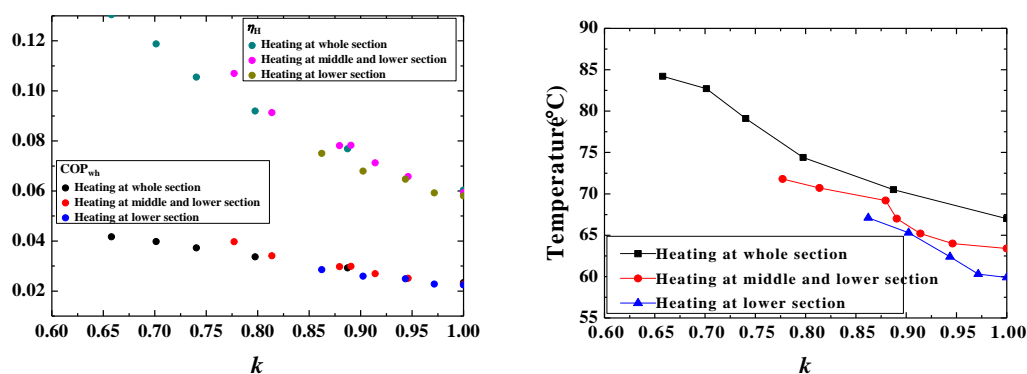 η_H
Heating at whole section
Heating at middle and lower section
Heating at lower section
COP_wh
Heating at whole section
Heating at middle and lower section
Heating at lower section
0.12
0.10
0.08
0.06
0.04
0.02
0.60 0.65 0.70 0.75 0.80 0.85 0.90 0.95 1.00
k
Temperature(°C)
90
85
80
75
70
65
60
55
Heating at whole section
Heating at middle and lower section
Heating at lower section
0.60 0.65 0.70 0.75 0.80 0.85 0.90 0.95 1.00
k